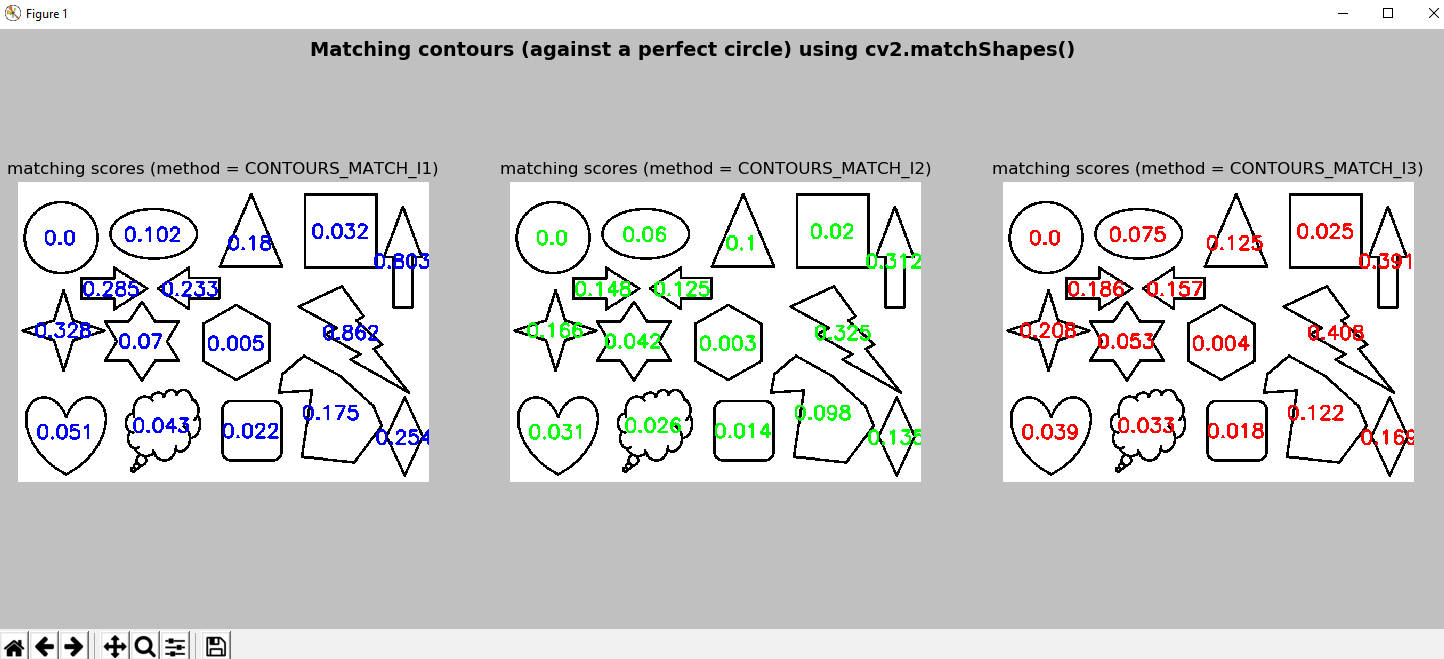 Figure 1
Matching contours (against a perfect circle) using cv2.matchShapes()
matching scores (method = CONTOURS_MATCH_I1)
0.0 0.102 0.18 0.032 0.803
0.285 0.233
0.328 0.07 0.005 0.862
0.051 0.043 0.022 0.175 0.254
matching scores (method = CONTOURS_MATCH_I2)
0.0 0.06 0.1 0.02 0.312
0.148 0.125
0.166 0.042 0.003 0.325
0.031 0.026 0.014 0.098 0.135
matching scores (method = CONTOURS_MATCH_I3)
0.0 0.075 0.125 0.025 0.391
0.186 0.157
0.208 0.053 0.004 0.408
0.039 0.033 0.018 0.122 0.169